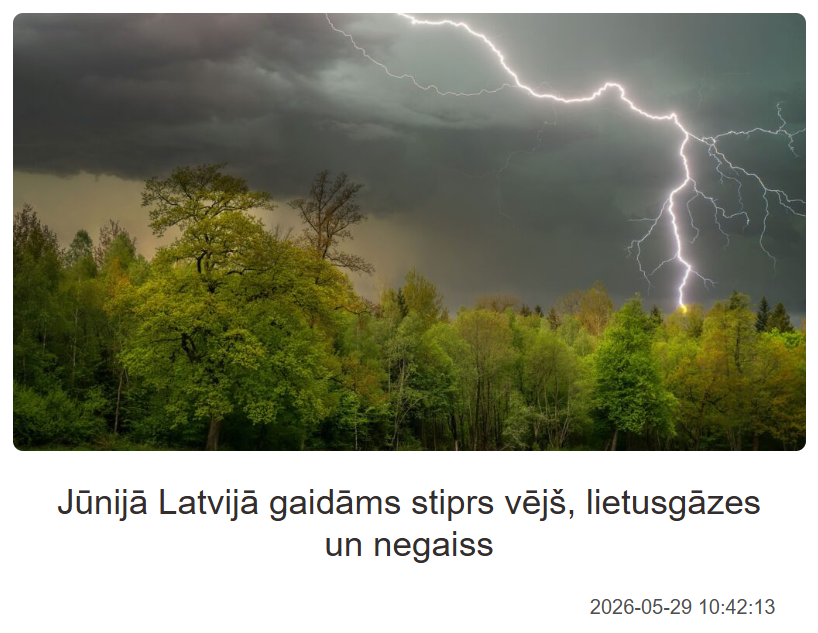 Jūnijā Latvijā gaidāms stiprs vējš, lietusgāzes
un negaiss
2026-05-29 10:42:13